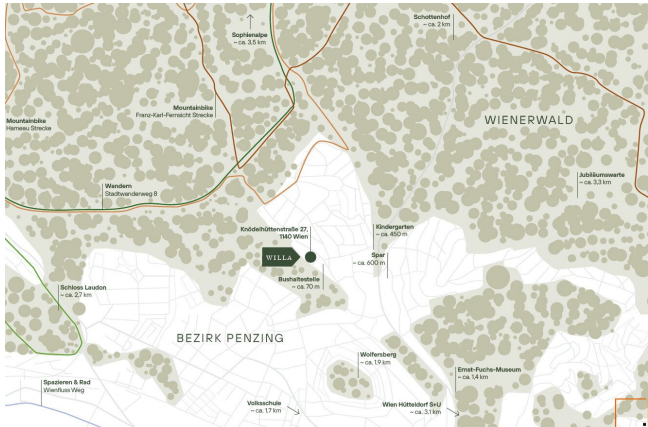 Sophienalpe
~ ca. 3,5 km
Schottenhof
~ ca. 2 km
Mountainbike
Hameau Strecke
Mountainbike
Franz-Karl-Fernsicht Strecke
WIENERWALD
Wandern
Stadtwanderweg 8
Jubiläumswarte
~ ca. 3,3 km
Knödelhüttenstraße 27,
1140 Wien
Kindergarten
~ ca. 450 m
WILLA
Spar
~ ca. 600 m
Bushaltestelle
~ ca. 70 m
Schloss Laudon
~ ca. 2,7 km
BEZIRK PENZING
Wolfersberg
~ ca. 1,9 km
Ernst-Fuchs-Museum
~ ca. 1,4 km
Spazieren & Rad
Wienfluss Weg
Volksschule
~ ca. 1,7 km
Wien Hütteldorf S+U
~ ca. 3,1 km